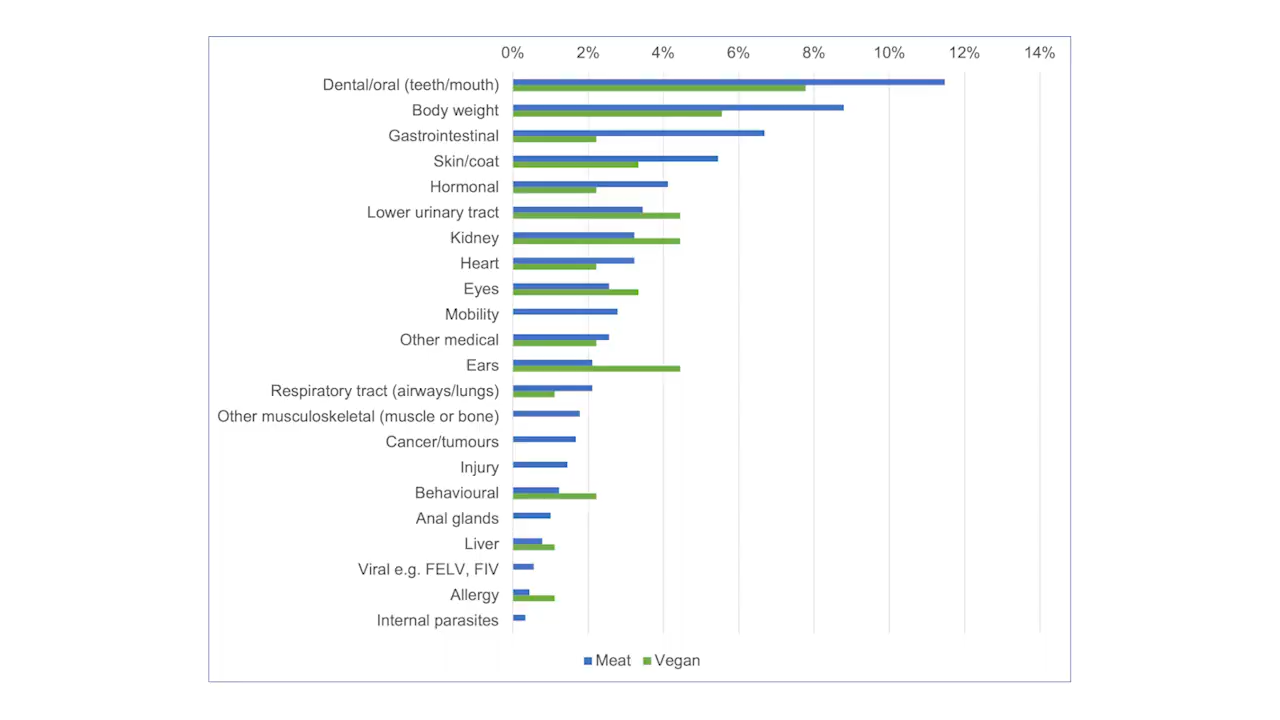 0% 2% 4% 6% 8% 10% 12% 14%
Dental/oral (teeth/mouth)
Body weight
Gastrointestinal
Skin/coat
Hormonal
Lower urinary tract
Kidney
Heart
Eyes
Mobility
Other medical
Ears
Respiratory tract (airways/lungs)
Other musculoskeletal (muscle or bone)
Cancer/tumours
Injury
Behavioural
Anal glands
Liver
Viral e.g. FELV, FIV
Allergy
Internal parasites
Meat Vegan